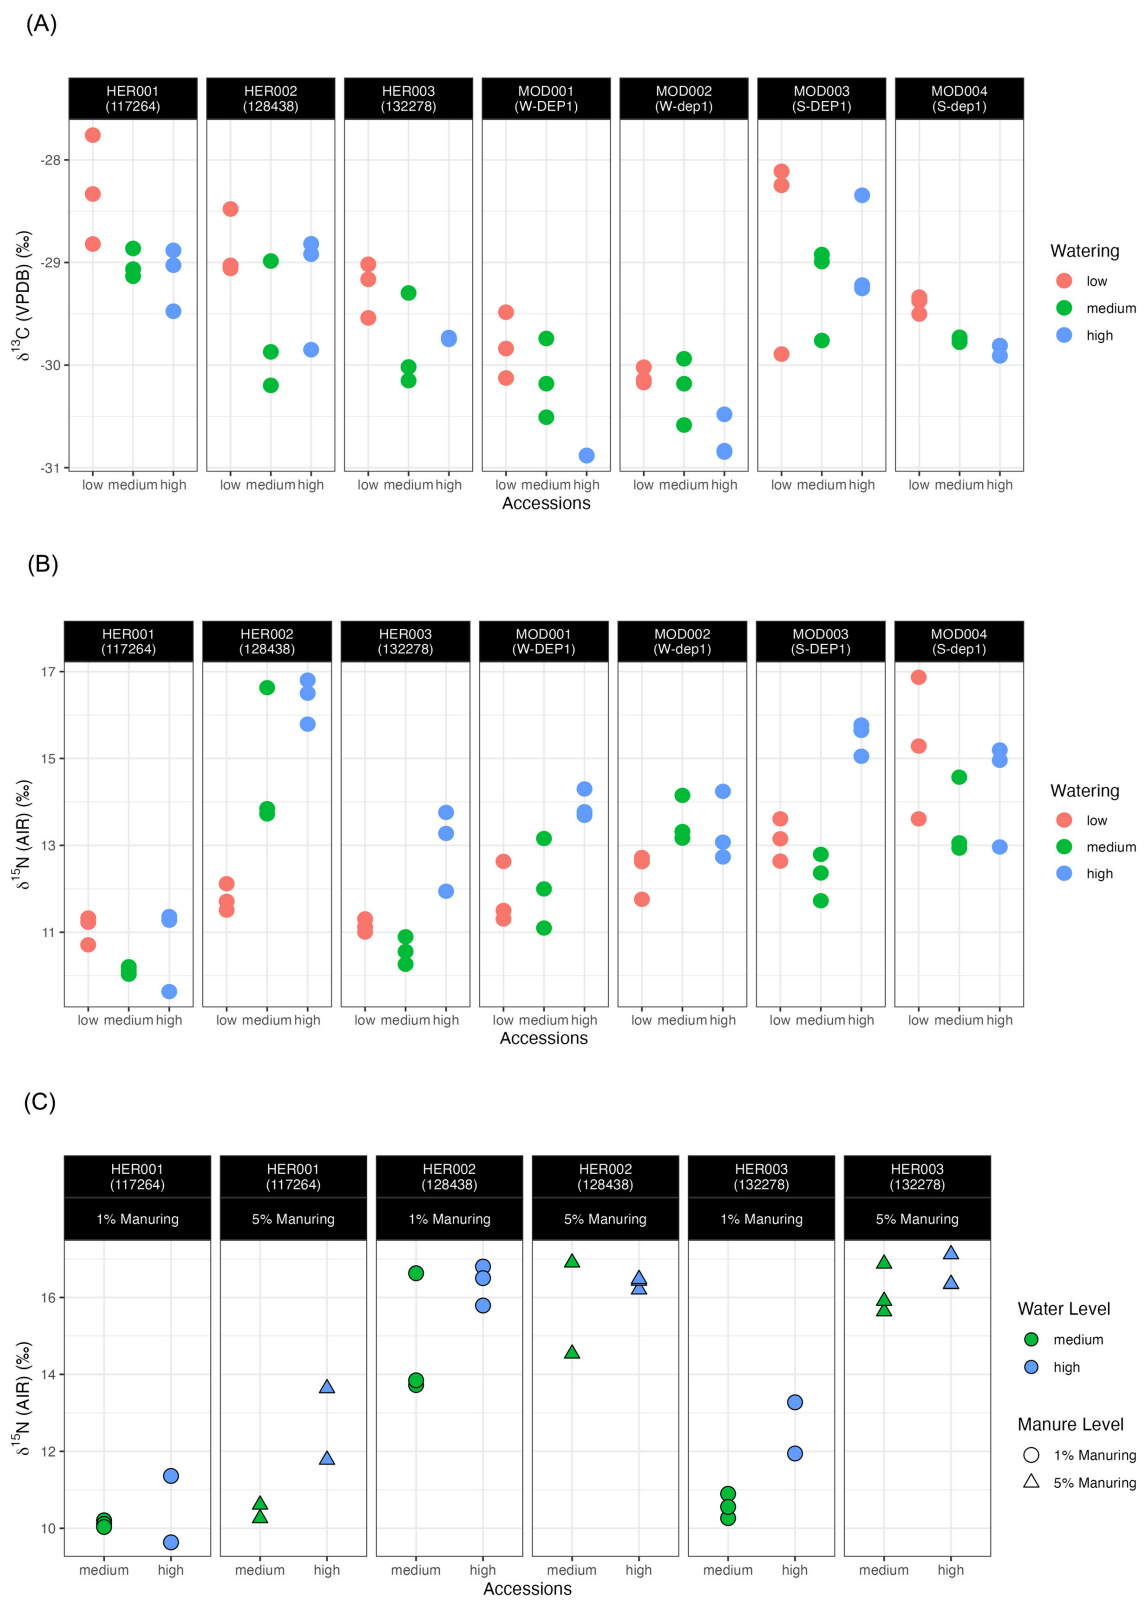 (A)
HER001 HER002 HER003 MOD001 MOD002 MOD003 MOD004
(117264) (128438) (132278) (W-DEP1) (W-dep1) (S-DEP1) (S-dep1)
δ¹³C (VPDB) (‰)
-28
-29
-30
-31
low medium high low medium high low medium high low medium high low medium high low medium high low medium high
Accessions
Watering
low
medium
high
(B)
HER001 HER002 HER003 MOD001 MOD002 MOD003 MOD004
(117264) (128438) (132278) (W-DEP1) (W-dep1) (S-DEP1) (S-dep1)
δ¹⁵N (AIR) (‰)
17
15
13
11
low medium high low medium high low medium high low medium high low medium high low medium high low medium high
Accessions
Watering
low
medium
high
(C)
HER001 HER001 HER002 HER002 HER003 HER003
(117264) (117264) (128438) (128438) (132278) (132278)
1% Manuring 5% Manuring 1% Manuring 5% Manuring 1% Manuring 5% Manuring
δ¹⁵N (AIR) (‰)
16
14
12
10
medium high medium high medium high medium high medium high medium high
Accessions
Water Level
medium
high
Manure Level
1% Manuring
5% Manuring